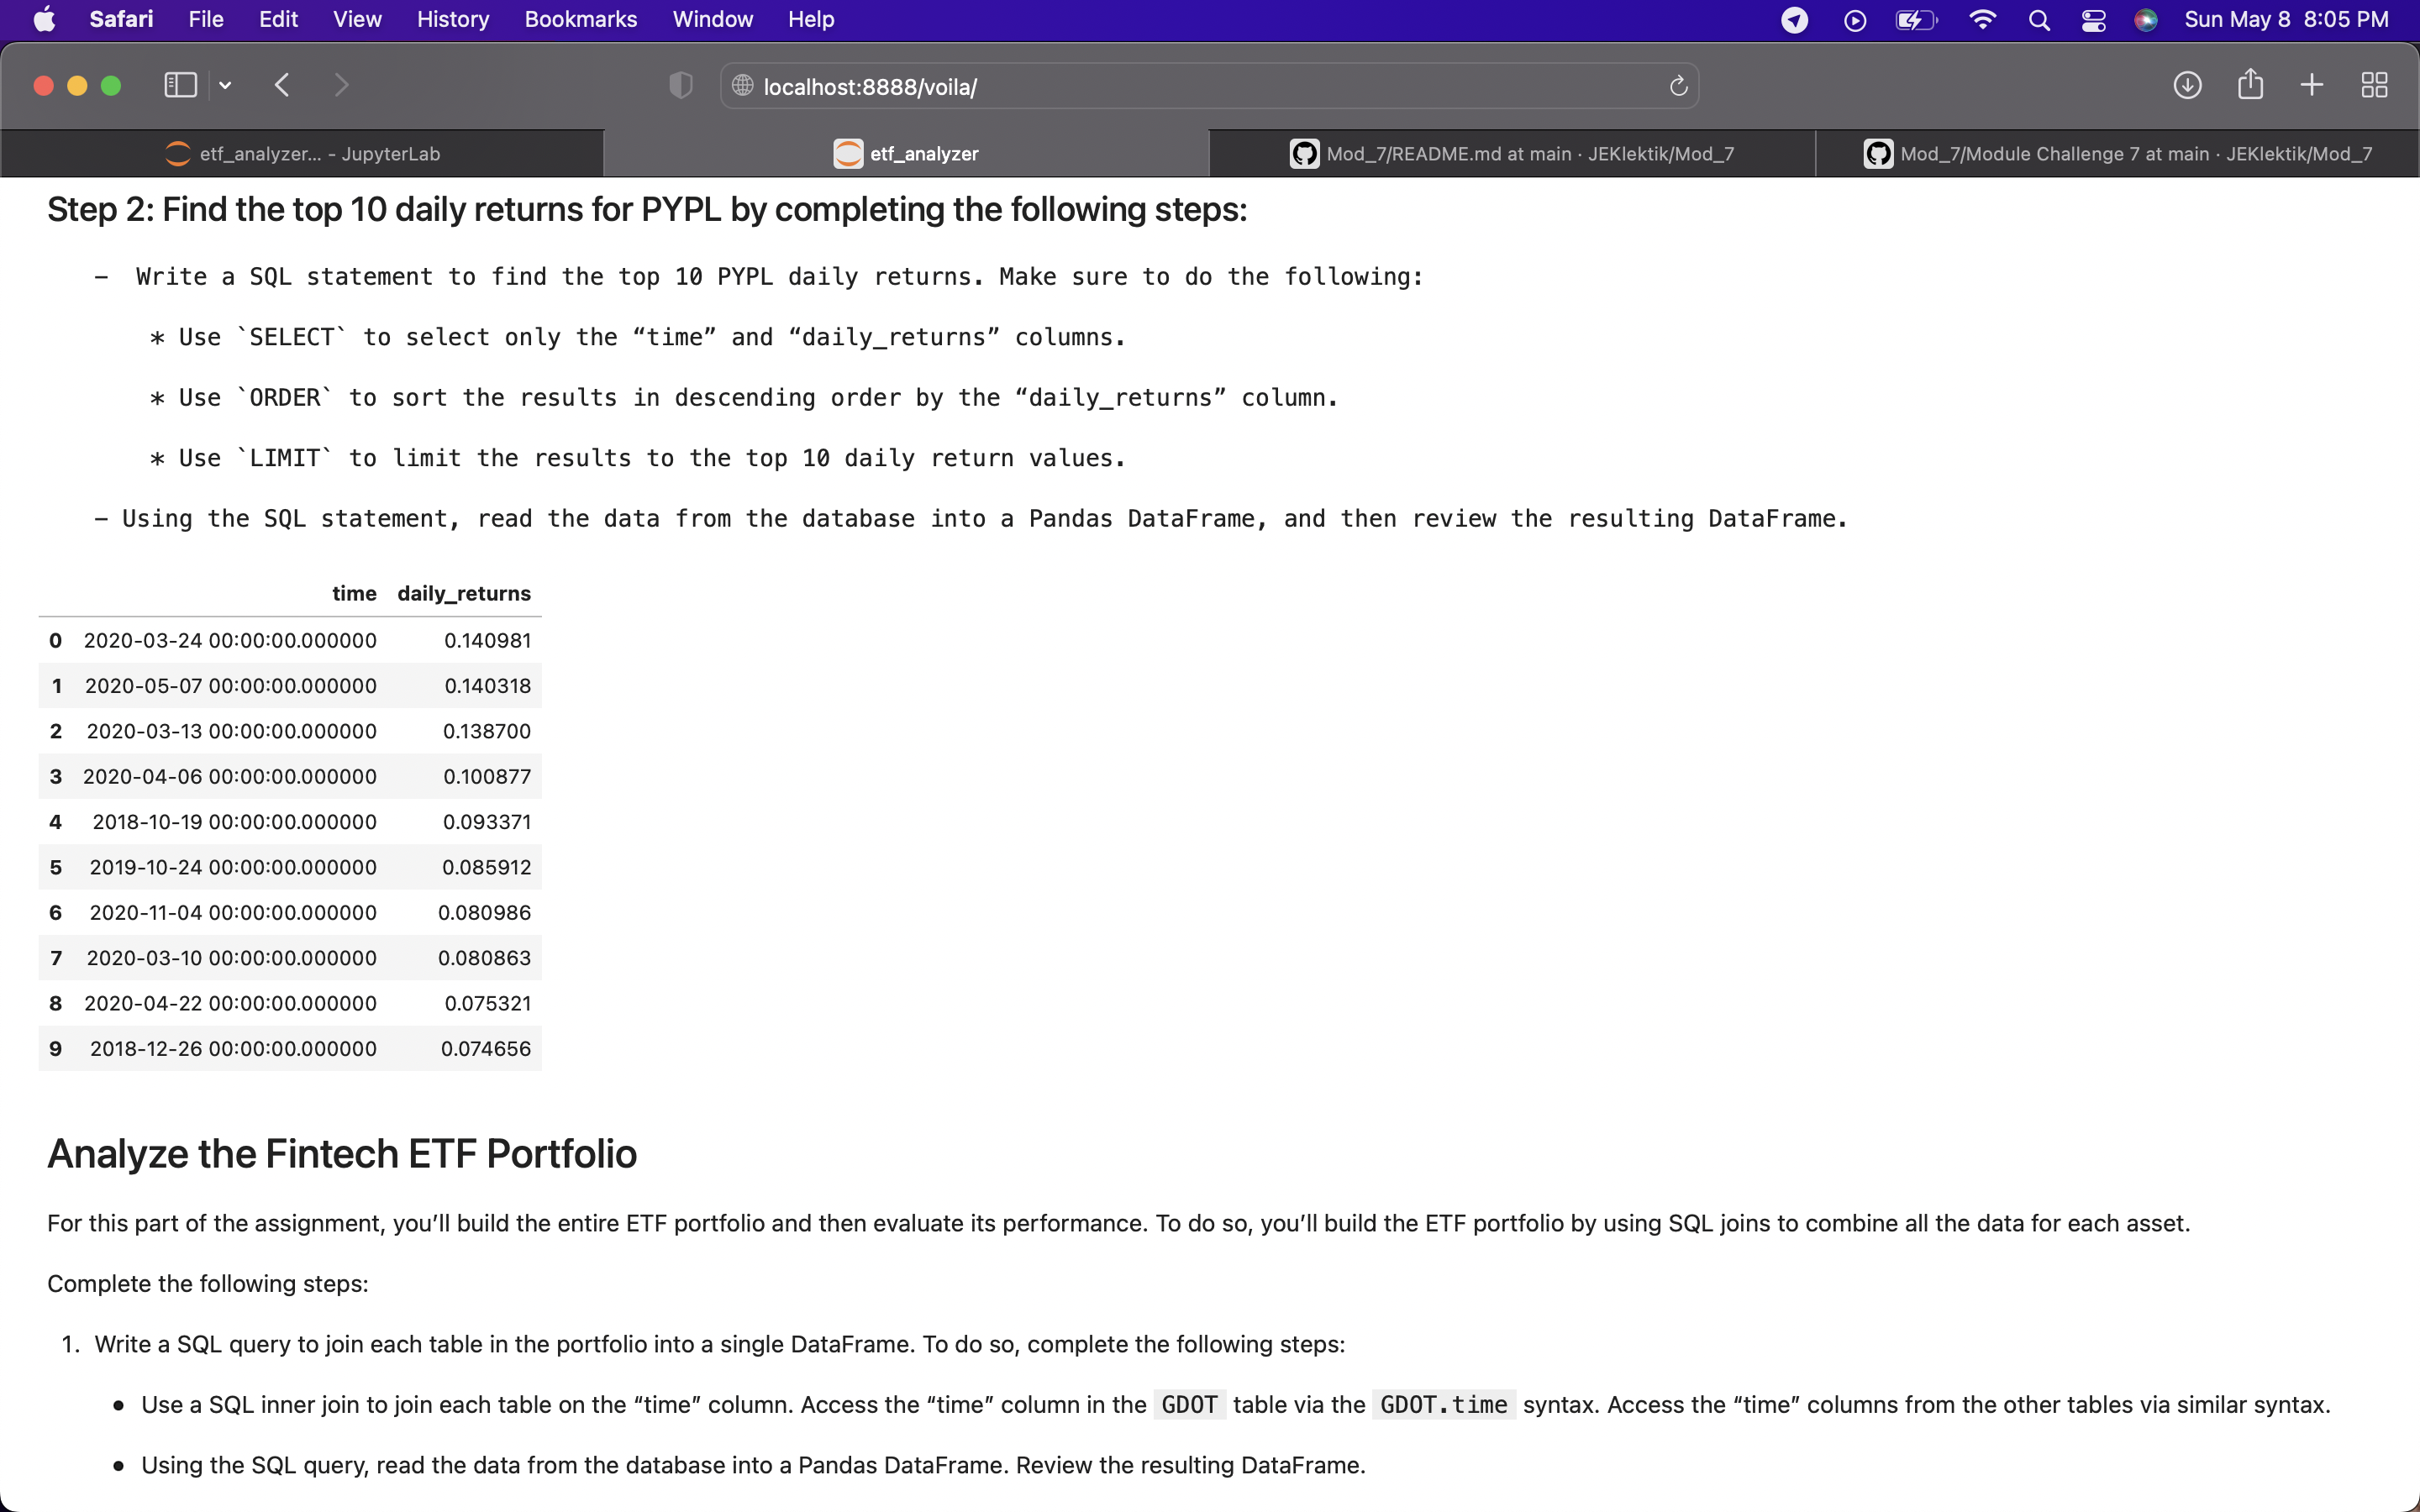 Safari File Edit View History Bookmarks Window Help Sun May 8 8:05 PM
localhost:8888/voila/
etf_analyzer... - JupyterLab
etf_analyzer
Mod_7/README.md at main · JEKlektik/Mod_7
Mod_7/Module Challenge 7 at main · JEKlektik/Mod_7
Step 2: Find the top 10 daily returns for PYPL by completing the following steps:
– Write a SQL statement to find the top 10 PYPL daily returns. Make sure to do the following:
* Use `SELECT` to select only the “time” and “daily_returns” columns.
* Use `ORDER` to sort the results in descending order by the “daily_returns” column.
* Use `LIMIT` to limit the results to the top 10 daily return values.
– Using the SQL statement, read the data from the database into a Pandas DataFrame, and then review the resulting DataFrame.
time daily_returns
0 2020-03-24 00:00:00.000000 0.140981
1 2020-05-07 00:00:00.000000 0.140318
2 2020-03-13 00:00:00.000000 0.138700
3 2020-04-06 00:00:00.000000 0.100877
4 2018-10-19 00:00:00.000000 0.093371
5 2019-10-24 00:00:00.000000 0.085912
6 2020-11-04 00:00:00.000000 0.080986
7 2020-03-10 00:00:00.000000 0.080863
8 2020-04-22 00:00:00.000000 0.075321
9 2018-12-26 00:00:00.000000 0.074656
Analyze the Fintech ETF Portfolio
For this part of the assignment, you’ll build the entire ETF portfolio and then evaluate its performance. To do so, you’ll build the ETF portfolio by using SQL joins to combine all the data for each asset.
Complete the following steps:
1. Write a SQL query to join each table in the portfolio into a single DataFrame. To do so, complete the following steps:
• Use a SQL inner join to join each table on the “time” column. Access the “time” column in the GDOT table via the GDOT.time syntax. Access the “time” columns from the other tables via similar syntax.
• Using the SQL query, read the data from the database into a Pandas DataFrame. Review the resulting DataFrame.